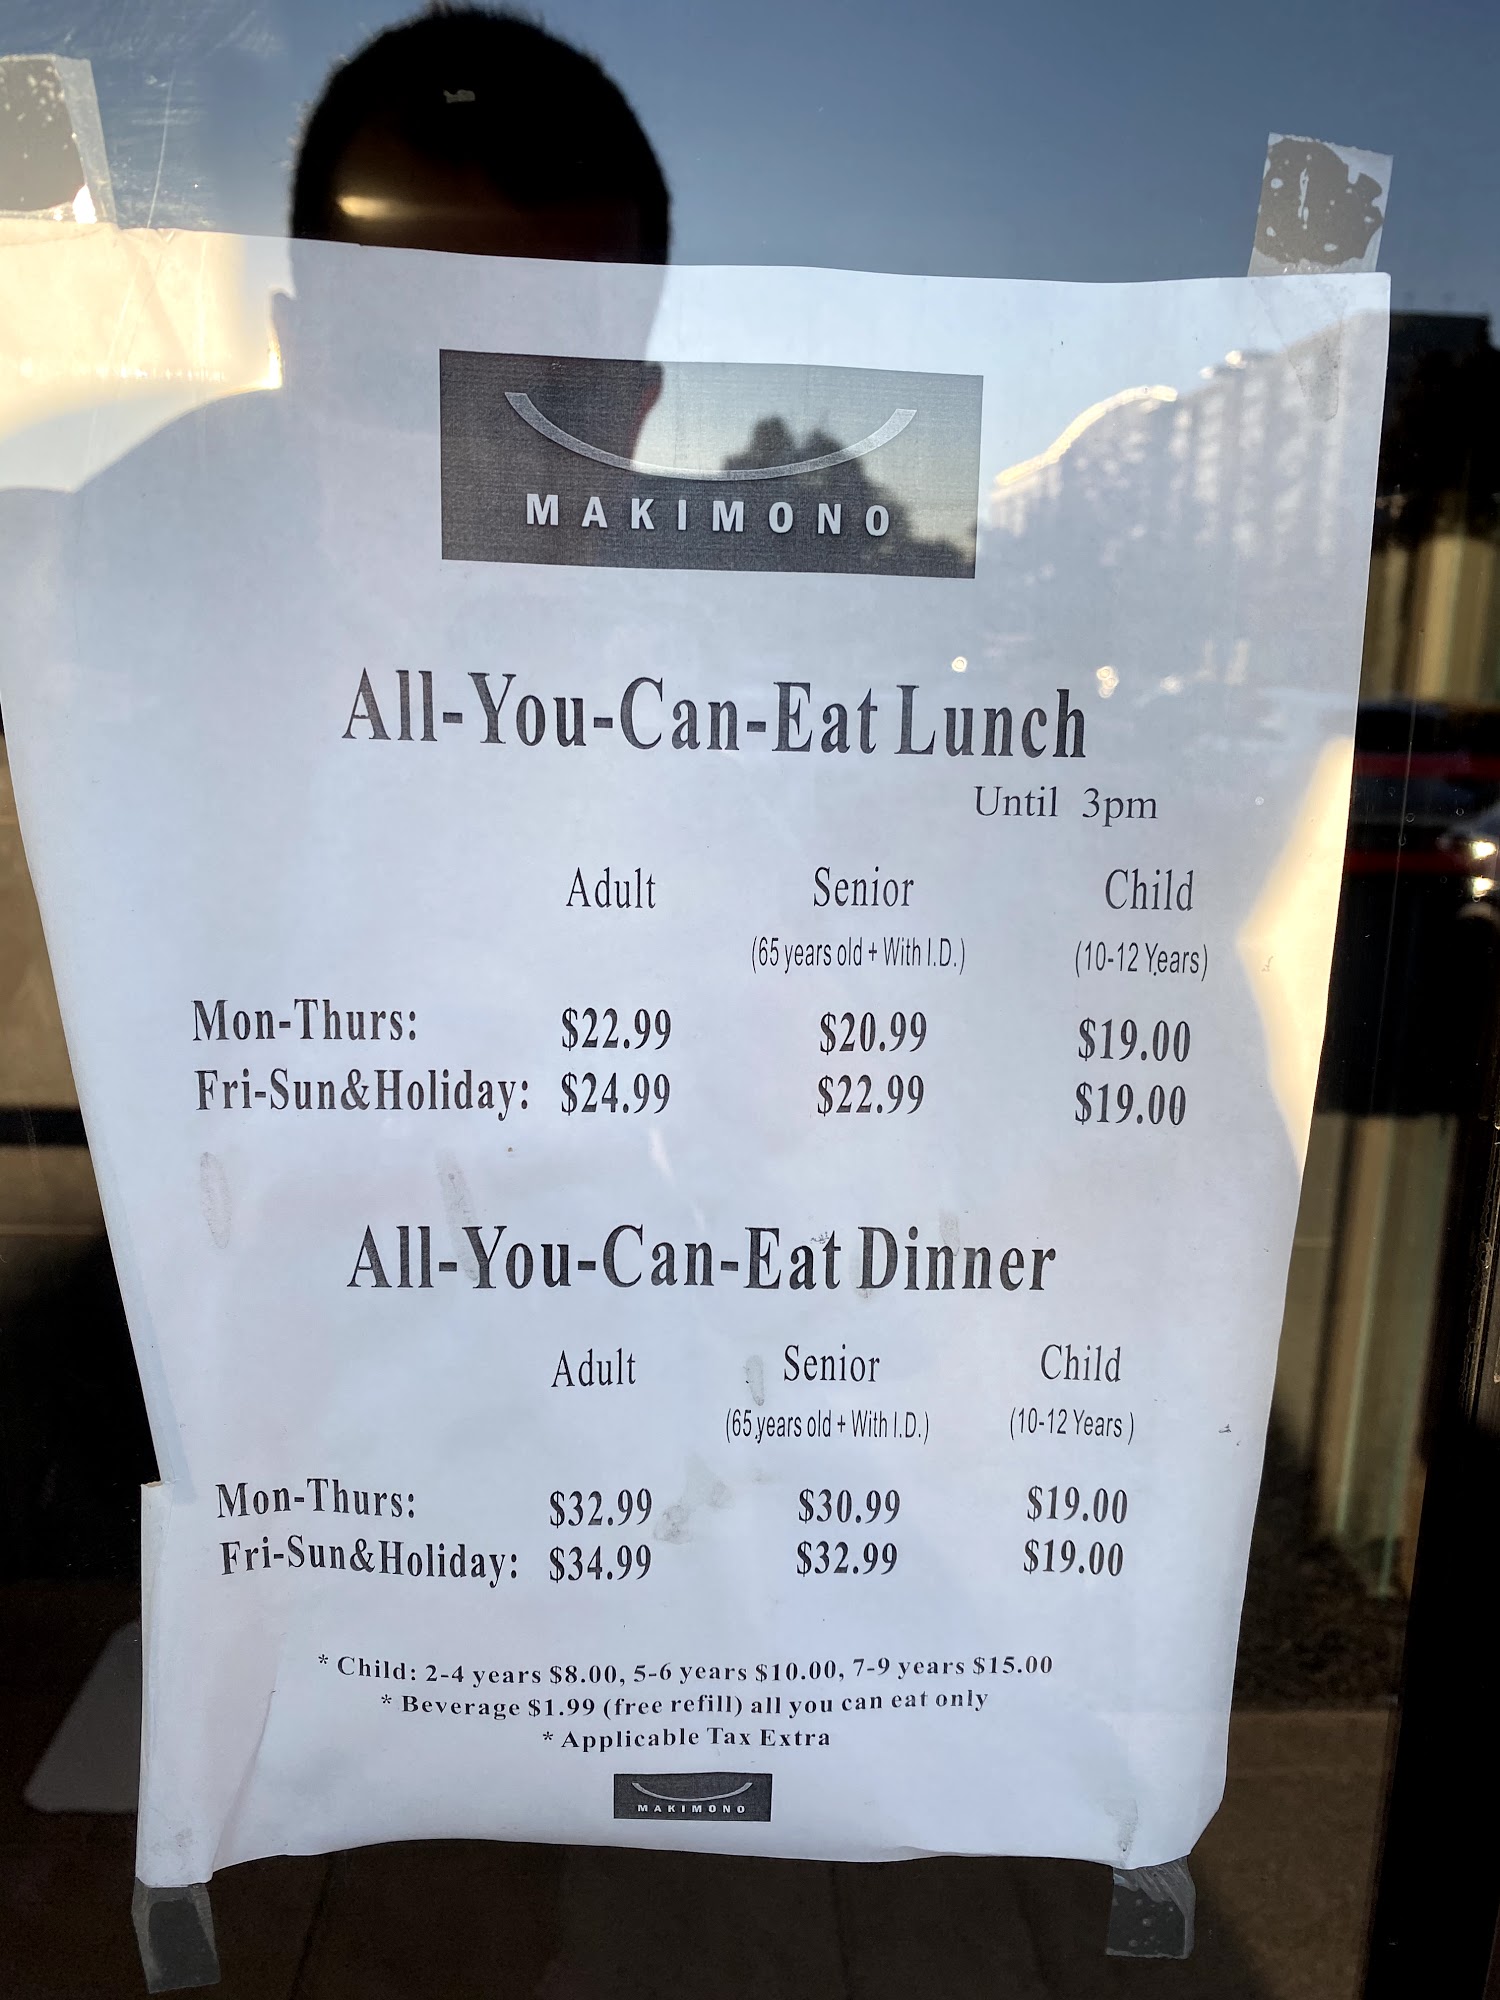 MAKIMONO
All-You-Can-Eat Lunch
Until 3pm
Adult Senior Child
(65 years old + With I.D.) (10-12 Years)
Mon-Thurs: $22.99 $20.99 $19.00
Fri-Sun&Holiday: $24.99 $22.99 $19.00
All-You-Can-Eat Dinner
Adult Senior Child
(65 years old + With I.D.) (10-12 Years )
Mon-Thurs: $32.99 $30.99 $19.00
Fri-Sun&Holiday: $34.99 $32.99 $19.00
* Child: 2-4 years $8.00, 5-6 years $10.00, 7-9 years $15.00
* Beverage $1.99 (free refill) all you can eat only
* Applicable Tax Extra
MAKIMONO